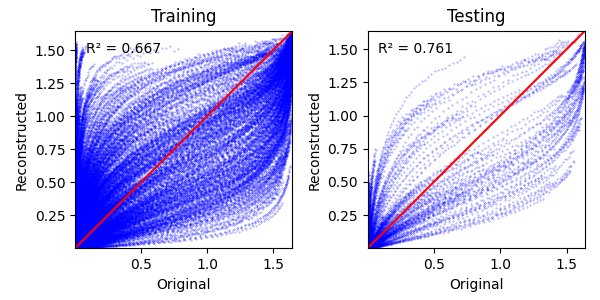 Training
R² = 0.667
Reconstructed
1.50
1.25
1.00
0.75
0.50
0.25
0.5
1.0
1.5
Original
Testing
R² = 0.761
Reconstructed
1.50
1.25
1.00
0.75
0.50
0.25
0.5
1.0
1.5
Original